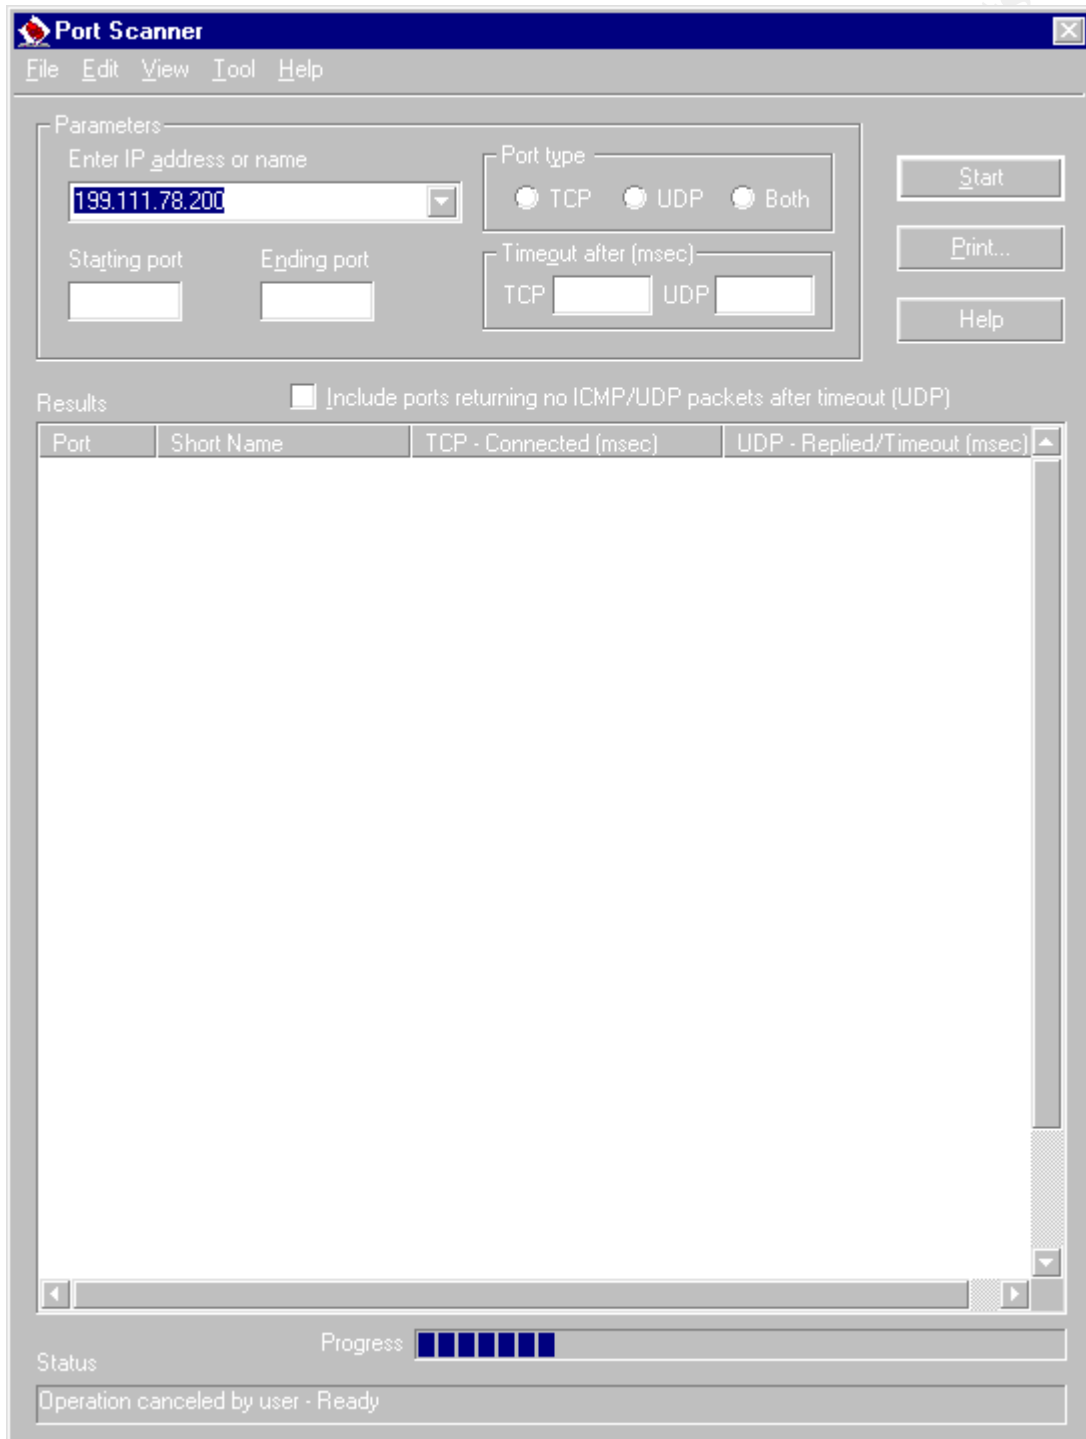 Port Scanner
File Edit View Tool Help
Parameters
Enter IP address or name
199.111.78.200
Port type
TCP UDP Both
Start
Starting port Ending port
Timeout after (msec)
TCP UDP
Print...
Help
Results
Include ports returning no ICMP/UDP packets after timeout (UDP)
Port Short Name TCP - Connected (msec) UDP - Replied/Timeout (msec)
Progress
Status
Operation canceled by user - Ready